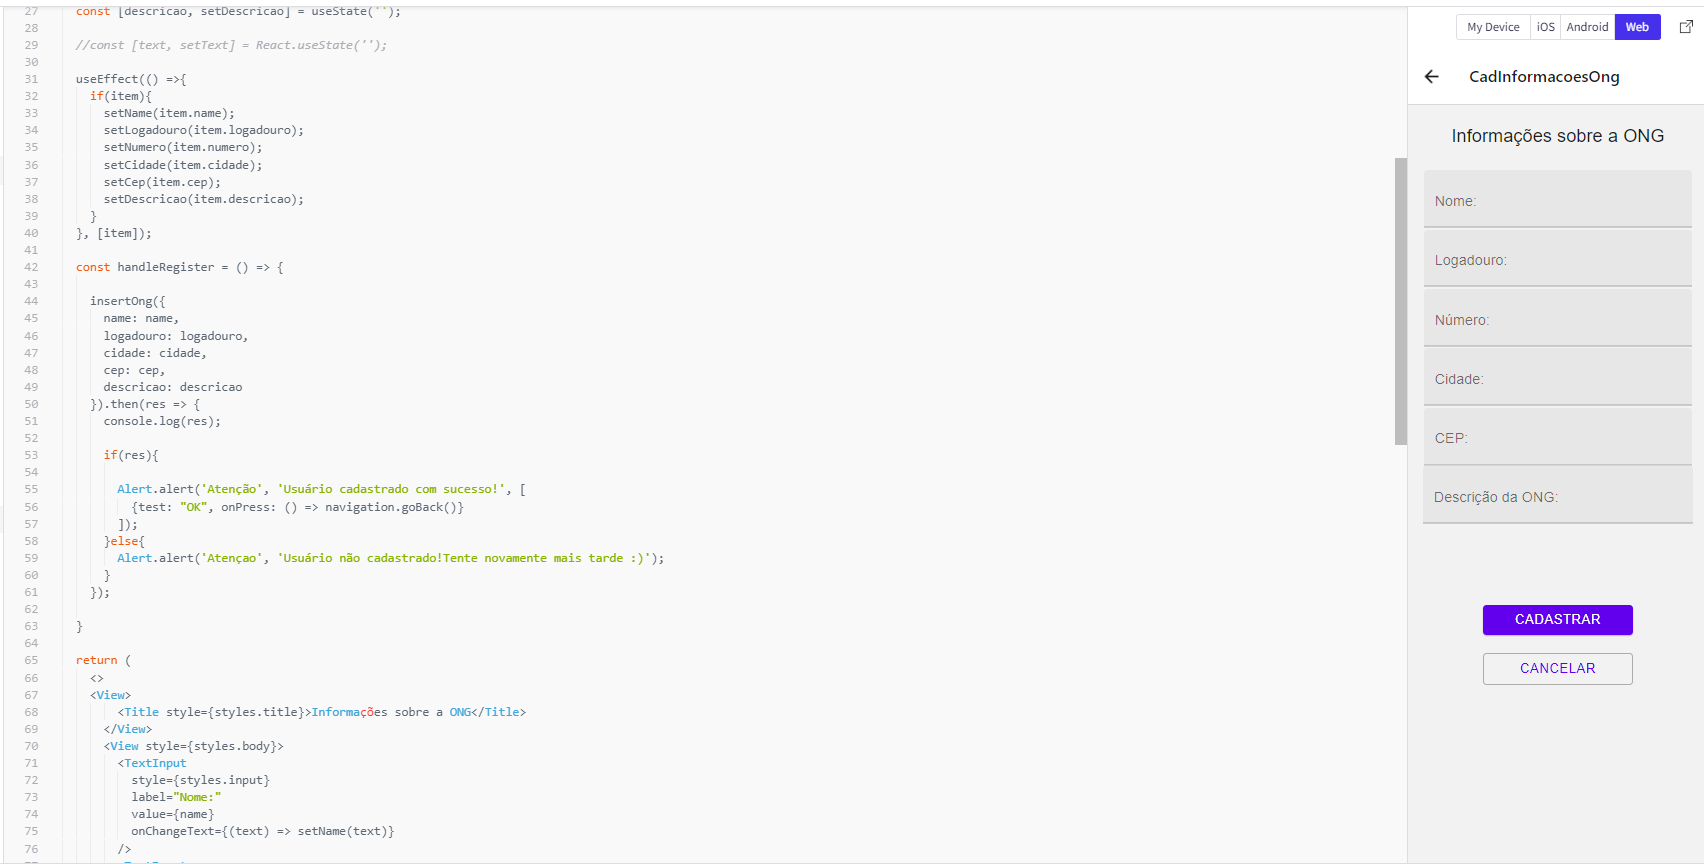 27 const [descricao, setDescricao] = useState('');
28
29 //const [text, setText] = React.useState('');
30
31 useEffect(() =>{
32 if(item){
33 setName(item.name);
34 setLogadouro(item.logadouro);
35 setNumero(item.numero);
36 setCidade(item.cidade);
37 setCep(item.cep);
38 setDescricao(item.descricao);
39 }
40 }, [item]);
41
42 const handleRegister = () => {
43
44 insertOng({
45 name: name,
46 logadouro: logadouro,
47 cidade: cidade,
48 cep: cep,
49 descricao: descricao
50 }).then(res => {
51 console.log(res);
52
53 if(res){
54
55 Alert.alert('Atenção', 'Usuário cadastrado com sucesso!', [
56 {test: "OK", onPress: () => navigation.goBack()}
57 ]);
58 }else{
59 Alert.alert('Atençao', 'Usuário não cadastrado!Tente novamente mais tarde :)');
60 }
61 });
62
63 }
64
65 return (
66 <>
67 <View>
68 <Title style={styles.title}>Informações sobre a ONG</Title>
69 </View>
70 <View style={styles.body}>
71 <TextInput
72 style={styles.input}
73 label="Nome:"
74 value={name}
75 onChangeText={(text) => setName(text)}
76 />
My Device iOS Android Web
CadInformacoesOng
Informações sobre a ONG
Nome:
Logadouro:
Número:
Cidade:
CEP:
Descrição da ONG:
CADASTRAR
CANCELAR